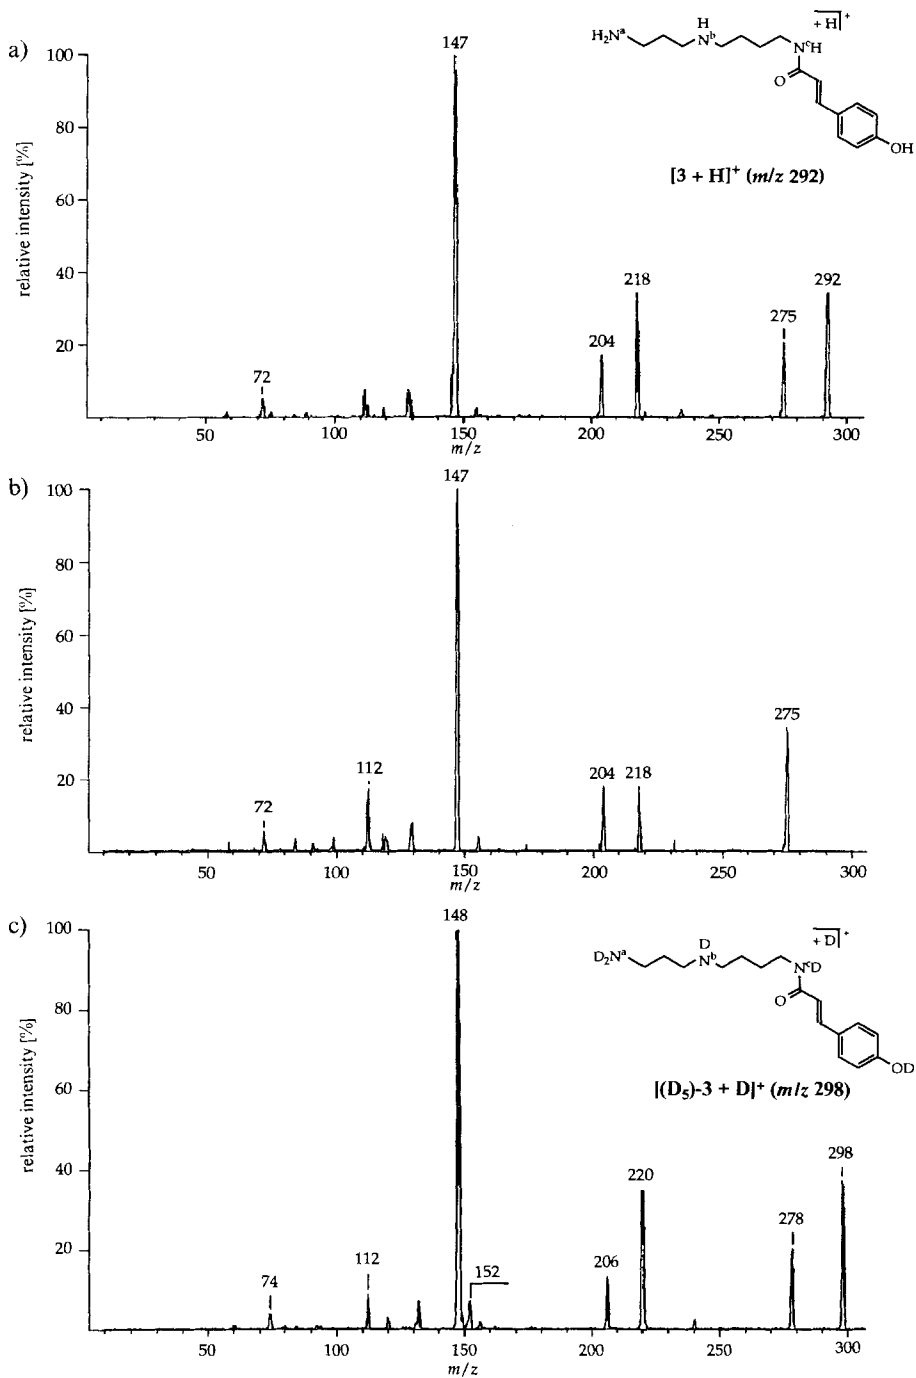 a)
147
100
80
60
40
20
relative intensity [%]
72
204
218
275
292
50
100
150
200
250
300
m/z
+ H]⁺
H₂Nᵃ
H
Nᵇ
NᶜH
O
OH
[3 + H]⁺ (m/z 292)
b)
147
100
80
60
40
20
relative intensity [%]
72
112
204
218
275
50
100
150
200
250
300
m/z
c)
148
100
80
60
40
20
relative intensity [%]
74
112
152
206
220
278
298
50
100
150
200
250
300
m/z
+ D]⁺
D₂Nᵃ
D
Nᵇ
NᶜD
O
OD
[(D₅)-3 + D]⁺ (m/z 298)